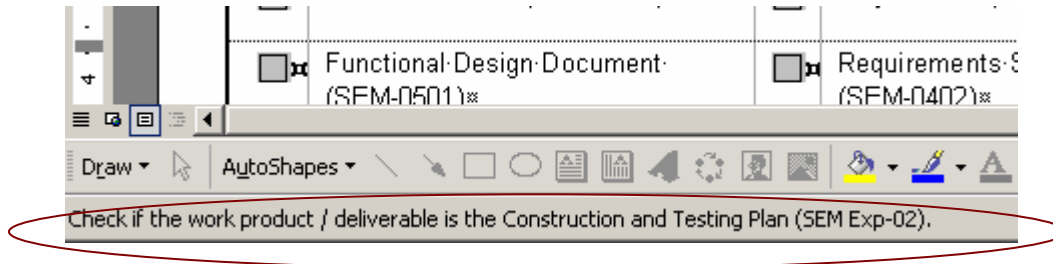 Functional·Design·Document· Requirements·S
(SEM-0501)¤ (SEM-0402)¤
4
Draw AutoShapes A
Check if the work product / deliverable is the Construction and Testing Plan (SEM Exp-02).